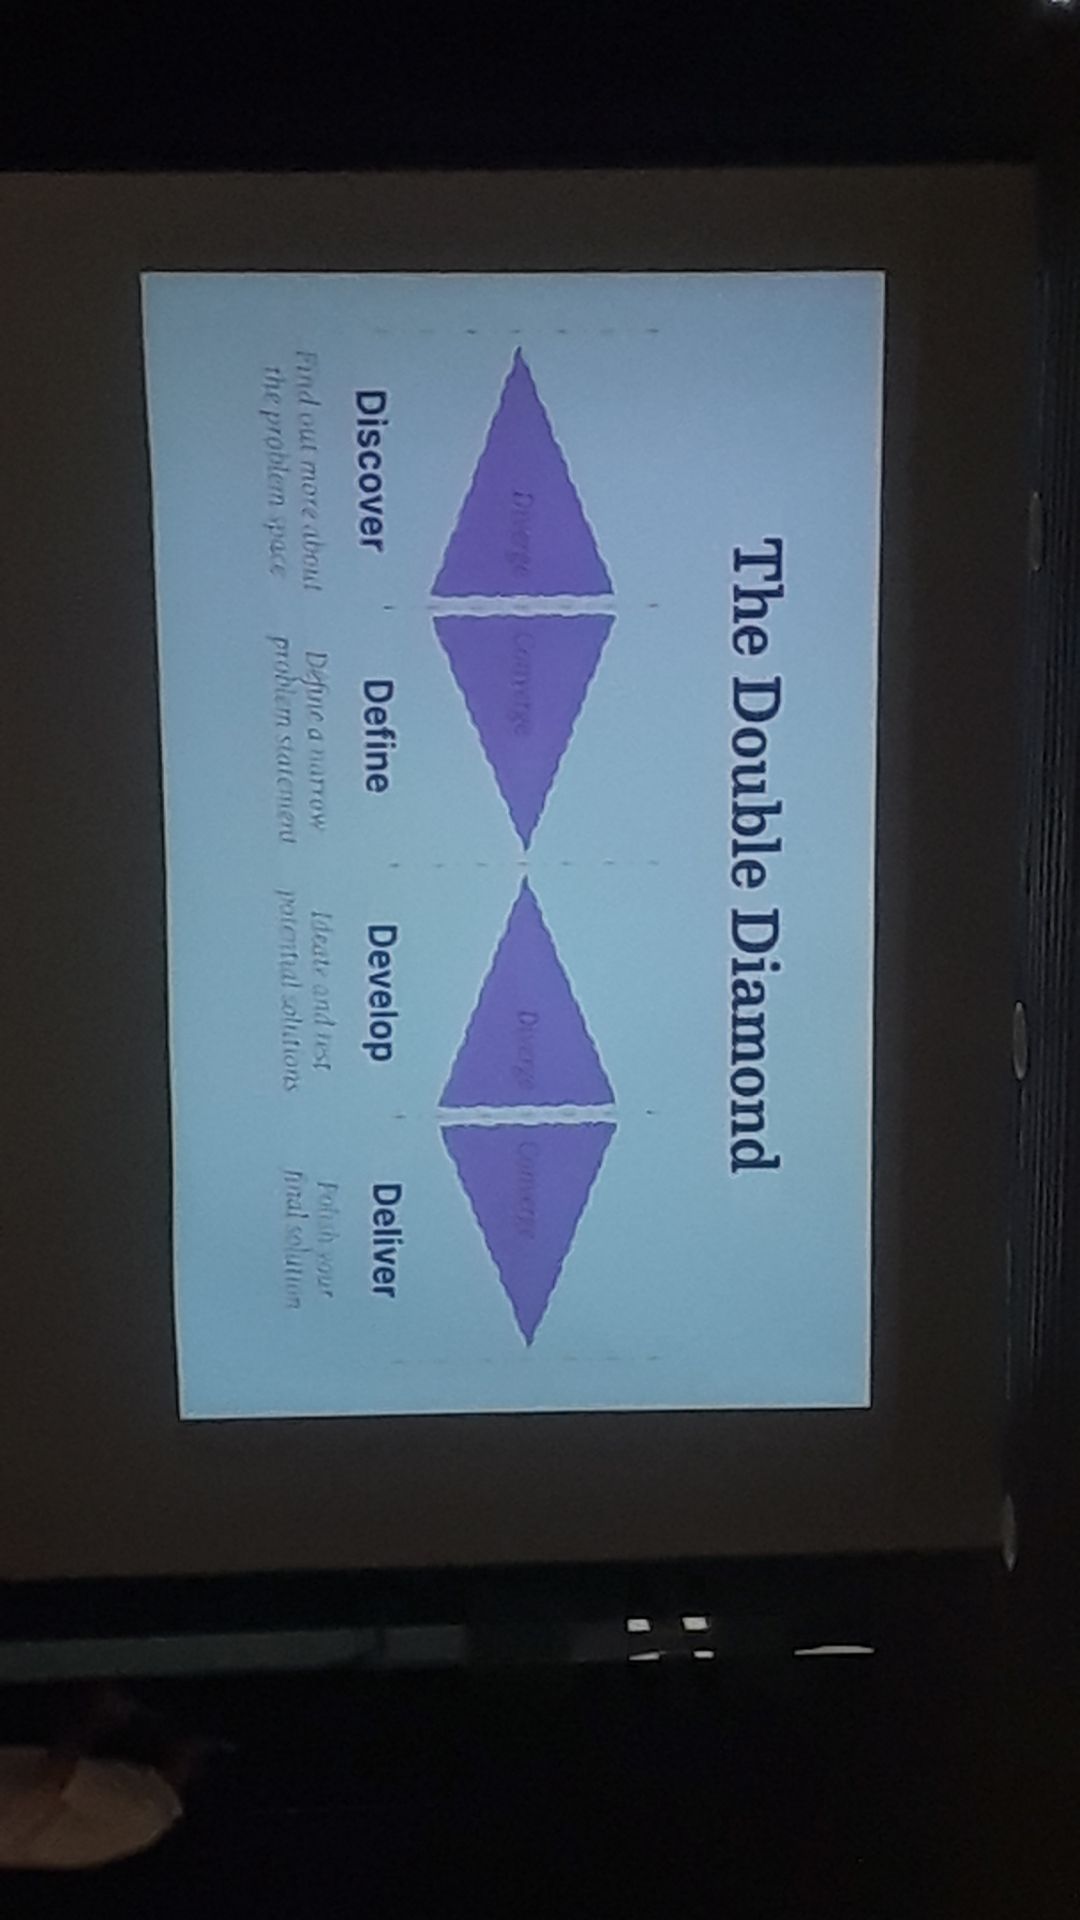 The Double Diamond
Diverge
Converge
Diverge
Converge
Discover
Find out more about
the problem space
Define
Define a narrow
problem statement
Develop
Ideate and test
potential solutions
Deliver
Polish your
final solution